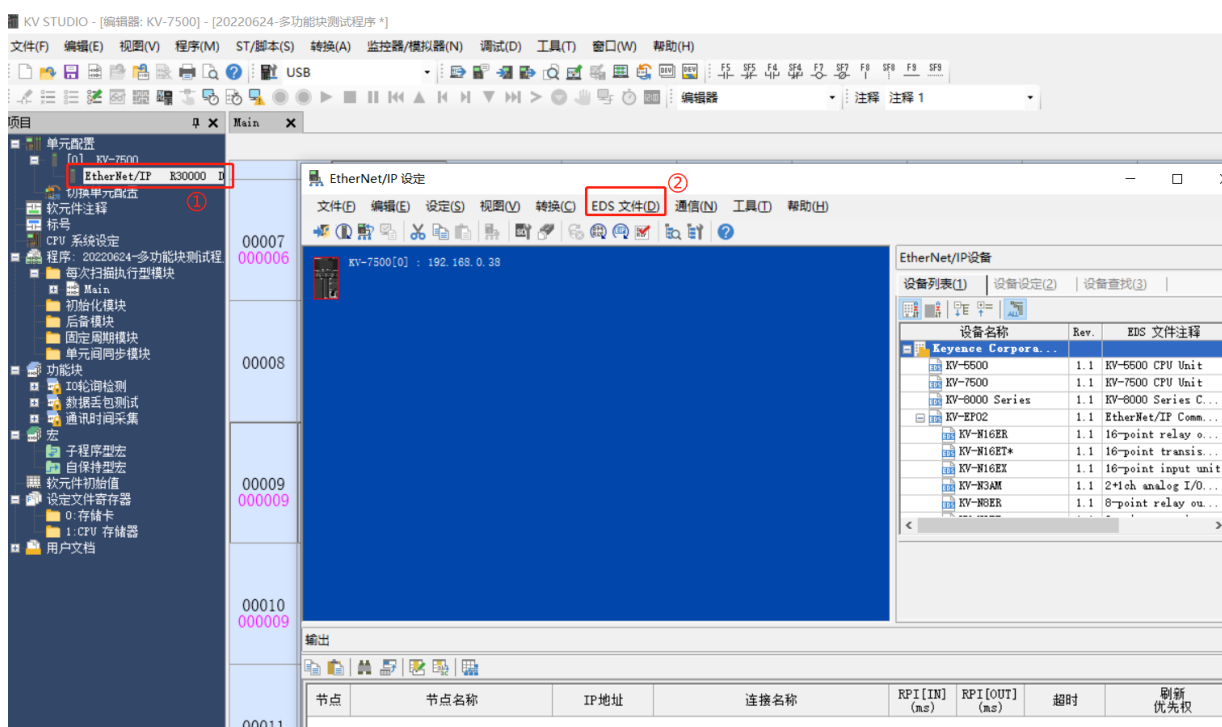 KV STUDIO - [编辑器: KV-7500] - [20220624-多功能块测试程序 *]
文件(F) 编辑(E) 视图(V) 程序(M) ST/脚本(S) 转换(A) 监控器/模拟器(N) 调试(D) 工具(T) 窗口(W) 帮助(H)
USB
F5 SF5 F4 SF4 F7 SF7 F8 SF8 F9 SF9
编辑器 注释 注释 1
项目
Main
单元配置
[0] KV-7500
EtherNet/IP R30000 D
①
切换单元配置
软元件注释
标号
CPU 系统设定
程序: 20220624-多功能块测试程
每次扫描执行型模块
Main
初始化模块
后备模块
固定周期模块
单元间同步模块
功能块
IO轮询检测
数据丢包测试
通讯时间采集
宏
子程序型宏
自保持型宏
软元件初始值
设定文件寄存器
0:存储卡
1:CPU 存储器
用户文档
00007
000006
00008
00009
000009
00010
000009
00011
EtherNet/IP 设定
②
文件(F) 编辑(E) 设定(S) 视图(V) 转换(C) EDS 文件(D) 通信(N) 工具(T) 帮助(H)
KV-7500[0] : 192.168.0.38
EtherNet/IP设备
设备列表(1) 设备设定(2) 设备查找(3)
设备名称 Rev. EDS 文件注释
Keyence Corpora...
KV-5500 1.1 KV-5500 CPU Unit
KV-7500 1.1 KV-7500 CPU Unit
KV-8000 Series 1.1 KV-8000 Series C...
KV-EP02 1.1 EtherNet/IP Comm...
KV-N16ER 1.1 16-point relay o...
KV-N16ET* 1.1 16-point transis...
KV-N16EX 1.1 16-point input unit
KV-N3AM 1.1 2+1ch analog I/O...
KV-N8ER 1.1 8-point relay ou...
输出
节点 节点名称 IP地址 连接名称 RPI[IN] (ms) RPI[OUT] (ms) 超时 刷新 优先权